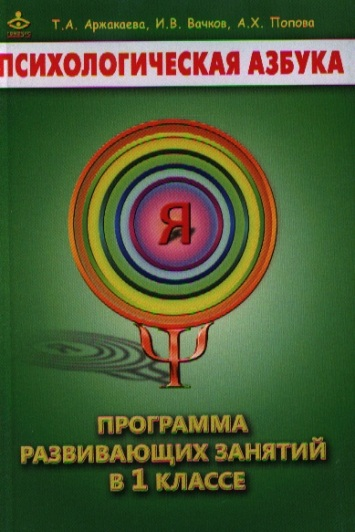 Т.А. Аржакаева, И.В. Вачков, А.Х. Попова
ПСИХОЛОГИЧЕСКАЯ АЗБУКА
Я
ПРОГРАММА
РАЗВИВАЮЩИХ ЗАНЯТИЙ
В 1 КЛАССЕ